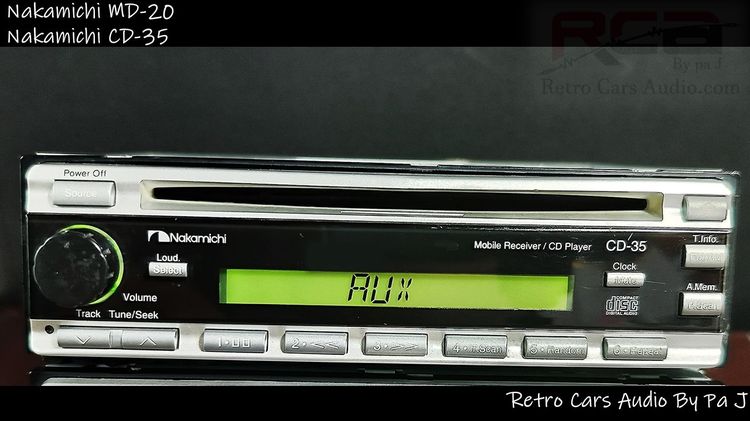 Nakamichi MD-20
Nakamichi CD-35
RCA
By pa J
Retro Cars Audio.com
Power Off
Source
Nakamichi
Mobile Receiver / CD Player CD-35
T.Info.
Loud.
Select
Clock
Mute
AUX
A.Mem.
COMPACT
disc
DIGITAL AUDIO
Volume
Track Tune/Seek
1
2
3
4 Scan
5 Random
6 Repeat
Retro Cars Audio By Pa J